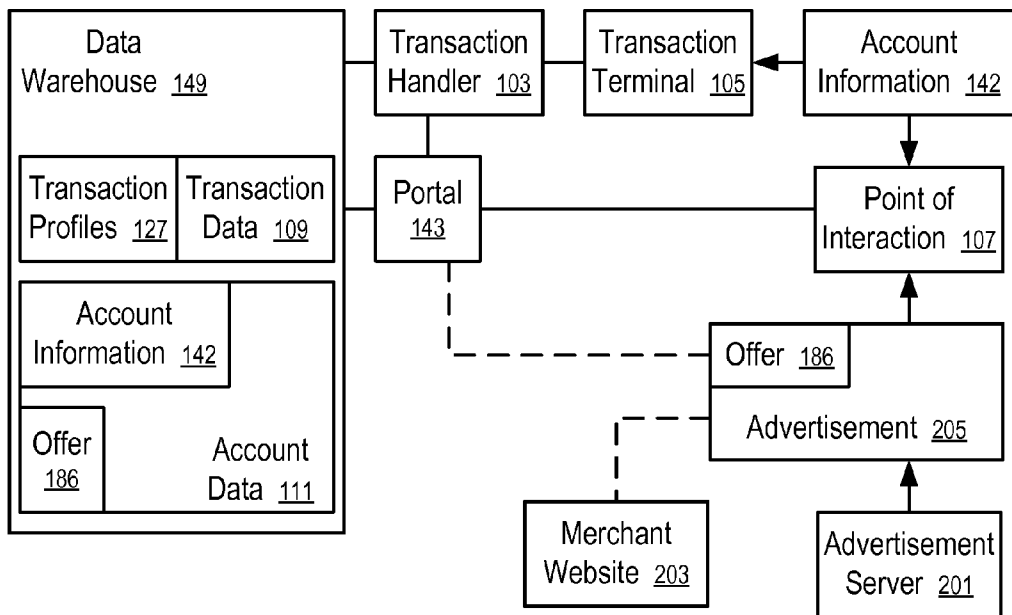 Data
Warehouse 149
Transaction
Handler 103
Transaction
Terminal 105
Account
Information 142
Transaction
Profiles 127
Transaction
Data 109
Portal
143
Point of
Interaction 107
Account
Information 142
Offer
186
Account
Data 111
Offer 186
Advertisement 205
Merchant
Website 203
Advertisement
Server 201